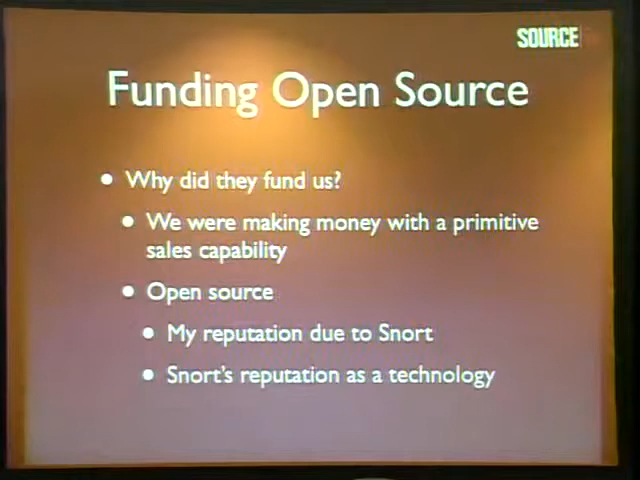 SOURCE
Funding Open Source
Why did they fund us?
We were making money with a primitive
sales capability
Open source
My reputation due to Snort
Snort's reputation as a technology